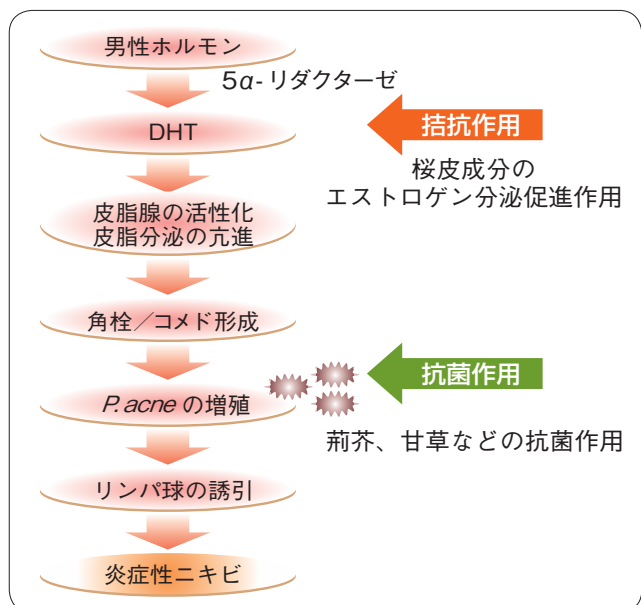 男性ホルモン
5α- リダクターゼ
DHT
拮抗作用
桜皮成分の
エストロゲン分泌促進作用
皮脂腺の活性化
皮脂分泌の亢進
角栓／コメド形成
P. acne の増殖
抗菌作用
荊芥、甘草などの抗菌作用
リンパ球の誘引
炎症性ニキビ